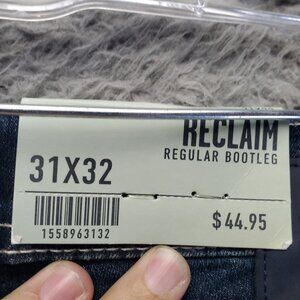 RECLAIM
REGULAR BOOTLEG
31X32
$44.95
1558963132